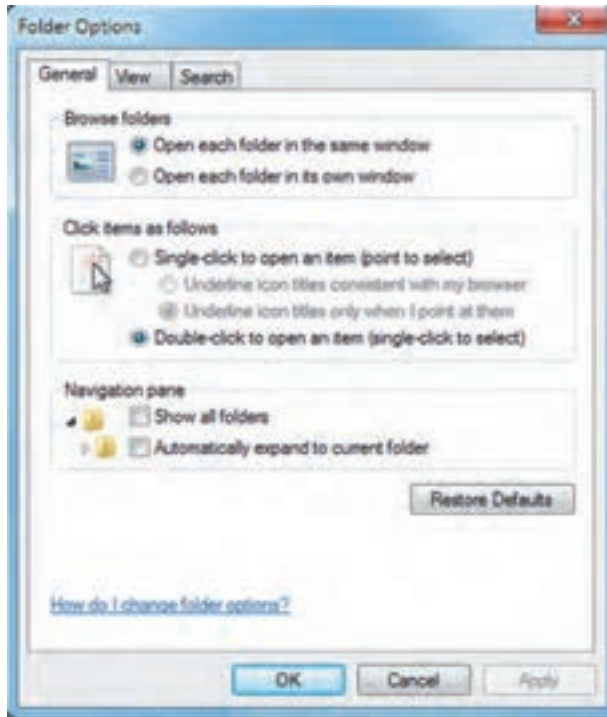 Folder Options
General View Search
Browse folders
Open each folder in the same window
Open each folder in its own window
Click items as follows
Single-click to open an item (point to select)
Underline icon titles consistent with my browser
Underline icon titles only when I point at them
Double-click to open an item (single-click to select)
Navigation pane
Show all folders
Automatically expand to current folder
Restore Defaults
How do I change folder options?
OK Cancel Apply